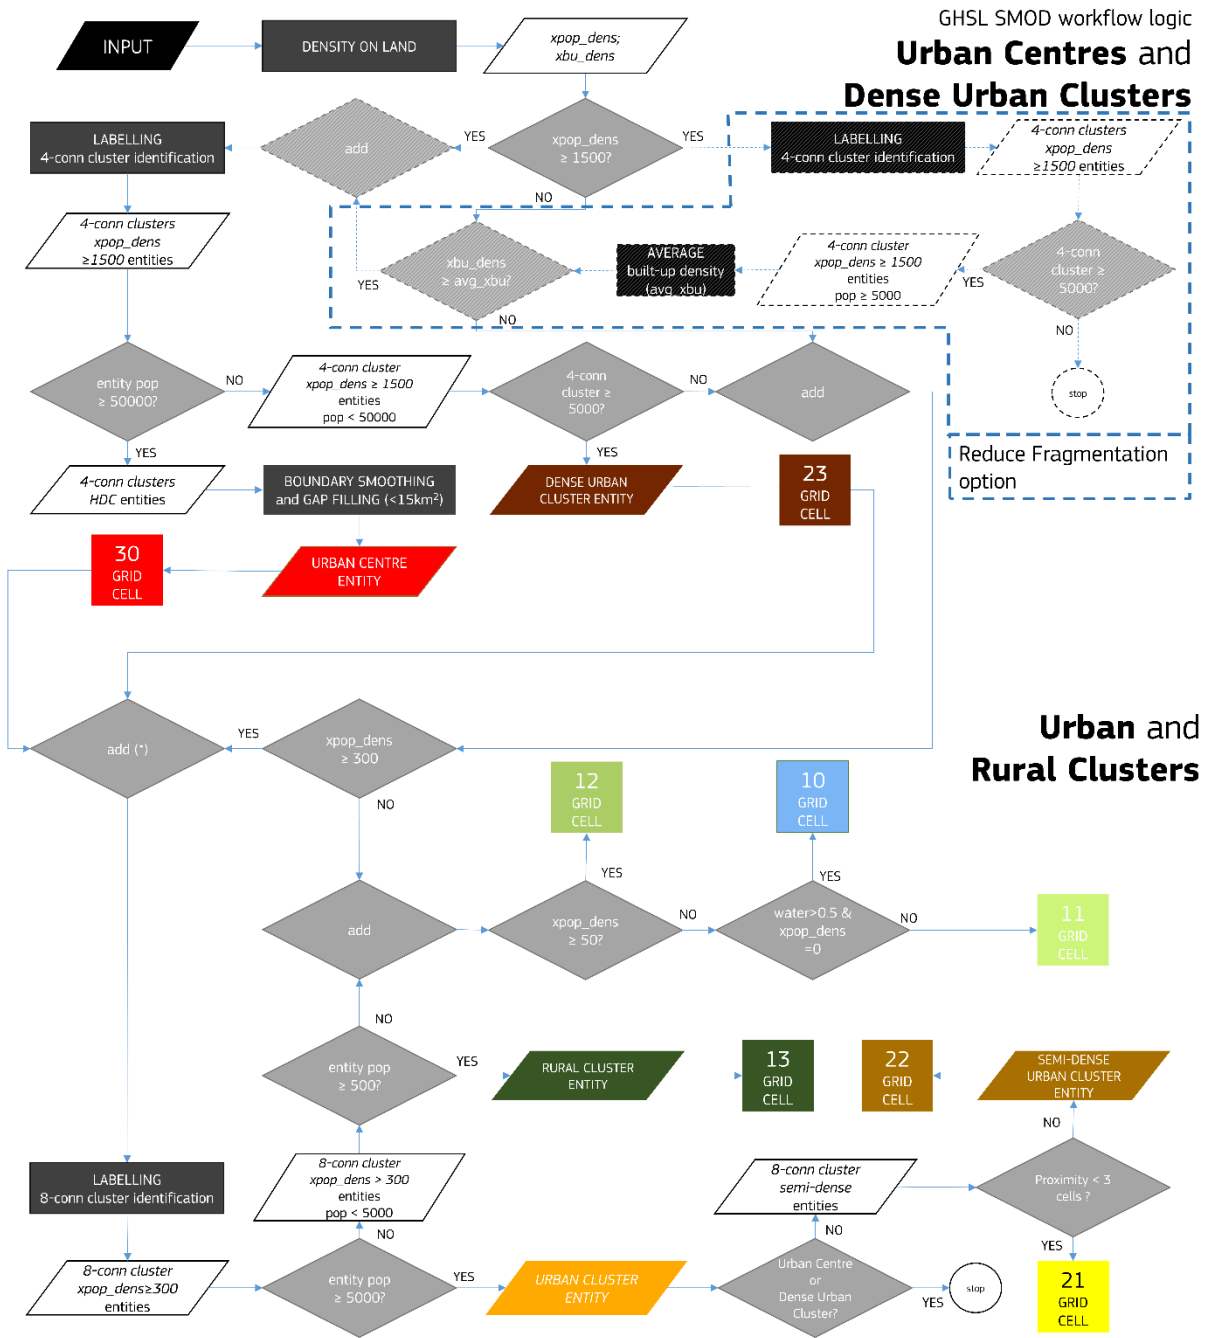 GHSL SMOD workflow logic
Urban Centres and
Dense Urban Clusters
INPUT
DENSITY ON LAND
xpop_dens;
xbu_dens
LABELLING
4-conn cluster identification
add
YES
xpop_dens
≥ 1500?
YES
LABELLING
4-conn cluster identification
4-conn clusters
xpop_dens
≥1500 entities
NO
4-conn clusters
xpop_dens
≥1500 entities
xbu_dens
≥ avg_xbu?
YES
NO
AVERAGE
built-up density
(avg_xbu)
4-conn cluster
xpop_dens ≥ 1500
entities
pop ≥ 5000
YES
4-conn
cluster ≥
5000?
NO
stop
entity pop
≥ 50000?
NO
4-conn cluster
xpop_dens ≥ 1500
entities
pop < 50000
4-conn
cluster ≥
5000?
NO
add
YES
YES
Reduce Fragmentation
option
4-conn clusters
HDC entities
BOUNDARY SMOOTHING
and GAP FILLING (<15km²)
DENSE URBAN
CLUSTER ENTITY
23
GRID
CELL
30
GRID
CELL
URBAN CENTRE
ENTITY
Urban and
Rural Clusters
add (*)
YES
xpop_dens
≥ 300
NO
12
GRID
CELL
10
GRID
CELL
YES
YES
add
xpop_dens
≥ 50?
NO
water>0.5 &
xpop_dens
=0
NO
11
GRID
CELL
NO
entity pop
≥ 500?
YES
RURAL CLUSTER
ENTITY
13
GRID
CELL
22
GRID
CELL
SEMI-DENSE
URBAN CLUSTER
ENTITY
NO
LABELLING
8-conn cluster identification
8-conn cluster
xpop_dens > 300
entities
pop < 5000
8-conn cluster
semi-dense
entities
Proximity < 3
cells ?
NO
NO
YES
8-conn cluster
xpop_dens≥300
entities
entity pop
≥ 5000?
YES
URBAN CLUSTER
ENTITY
Urban Centre
or
Dense Urban
Cluster?
YES
stop
21
GRID
CELL